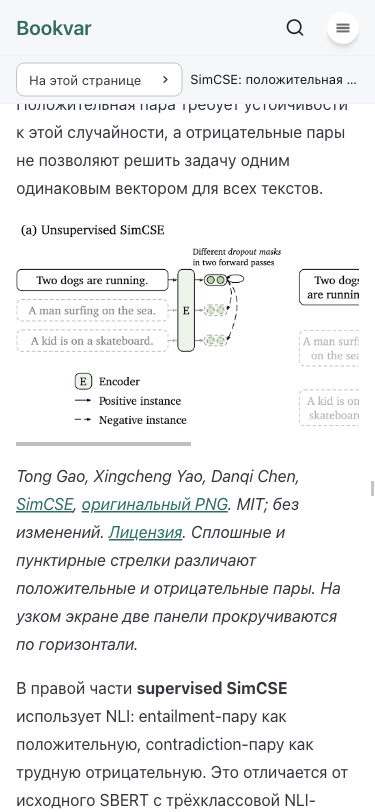 Bookvar
На этой странице
SimCSE: положительная ...
Положительная пара требует устойчивости
к этой случайности, а отрицательные пары
не позволяют решить задачу одним
одинаковым вектором для всех текстов.
(a) Unsupervised SimCSE
Different dropout masks
in two forward passes
Two dogs are running.
A man surfing on the sea.
A kid is on a skateboard.
E
Two dogs
are runnin
A man surf
on the sea
A kid is on
skateboard
E Encoder
Positive instance
Negative instance
Tong Gao, Xingcheng Yao, Danqi Chen,
SimCSE, оригинальный PNG. MIT; без
изменений. Лицензия. Сплошные и
пунктирные стрелки различают
положительные и отрицательные пары. На
узком экране две панели прокручиваются
по горизонтали.
В правой части supervised SimCSE
использует NLI: entailment-пару как
положительную, contradiction-пару как
трудную отрицательную. Это отличается от
исходного SBERT с трёхклассовой NLI-